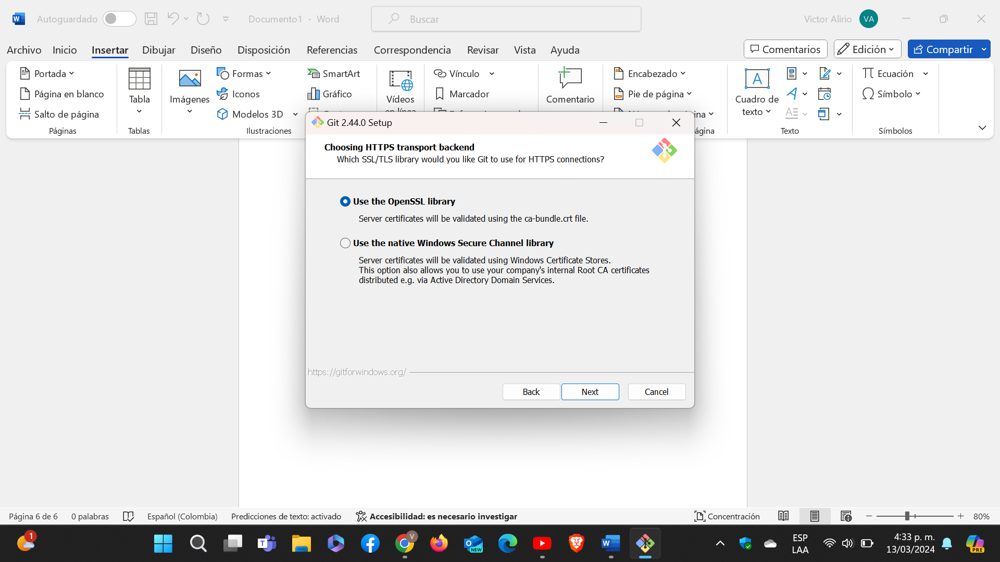 Autoguardado
Documento1 - Word
Buscar
Victor Alirio
VA
Archivo
Inicio
Insertar
Dibujar
Diseño
Disposición
Referencias
Correspondencia
Revisar
Vista
Ayuda
Comentarios
Edición
Compartir
Portada
Página en blanco
Salto de página
Páginas
Tabla
Tablas
Imágenes
Formas
Iconos
Modelos 3D
Ilustraciones
SmartArt
Gráfico
Vídeos
Vínculo
Marcador
Comentario
Encabezado
Pie de página
Cuadro de
texto
Texto
Ecuación
Símbolo
Símbolos
Git 2.44.0 Setup
Choosing HTTPS transport backend
Which SSL/TLS library would you like Git to use for HTTPS connections?
Use the OpenSSL library
Server certificates will be validated using the ca-bundle.crt file.
Use the native Windows Secure Channel library
Server certificates will be validated using Windows Certificate Stores.
This option also allows you to use your company's internal Root CA certificates
distributed e.g. via Active Directory Domain Services.
https://gitforwindows.org/
Back
Next
Cancel
Página 6 de 6
0 palabras
Español (Colombia)
Predicciones de texto: activado
Accesibilidad: es necesario investigar
Concentración
80%
1
V
NEW
ESP
LAA
4:33 p. m.
13/03/2024
PRE